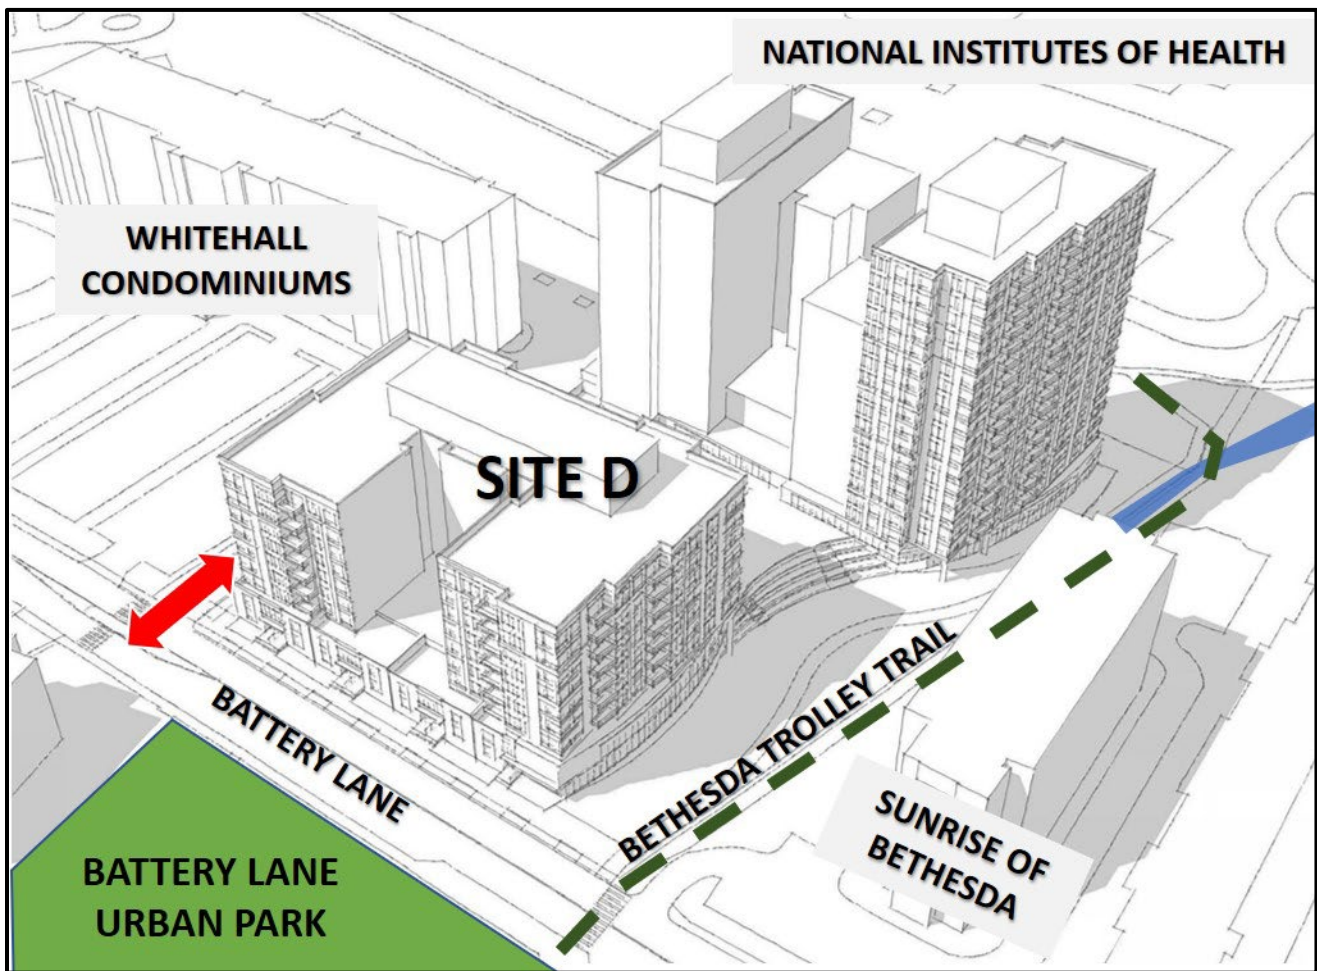 NATIONAL INSTITUTES OF HEALTH
WHITEHALL
CONDOMINIUMS
SITE D
BATTERY LANE
BETHESDA TROLLEY TRAIL
SUNRISE OF
BETHESDA
BATTERY LANE
URBAN PARK